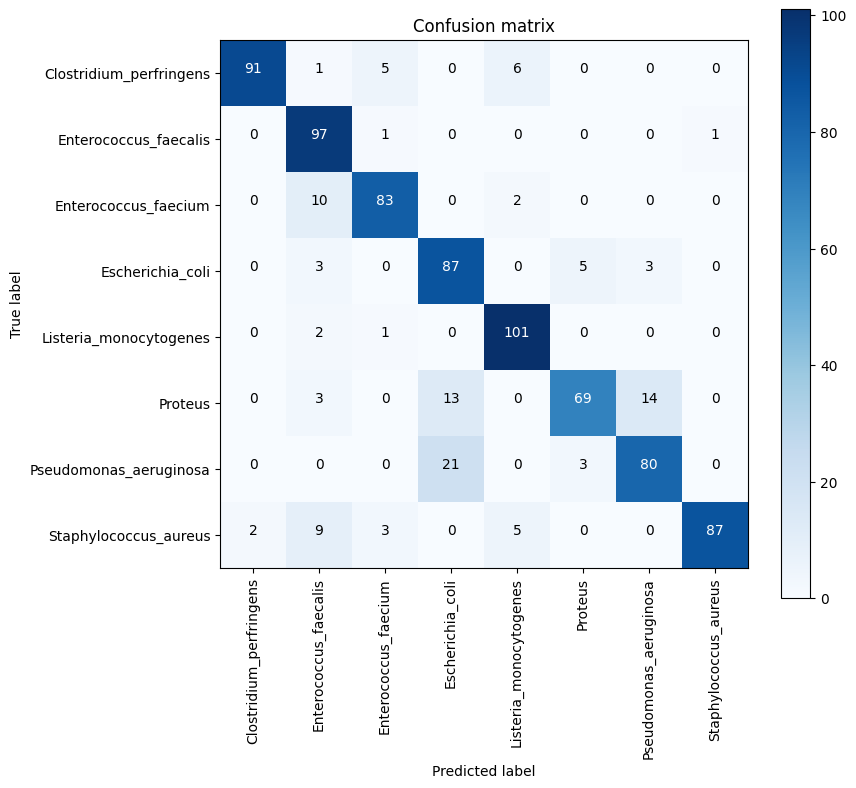 Confusion matrix
Clostridium_perfringens 91 1 5 0 6 0 0 0
Enterococcus_faecalis 0 97 1 0 0 0 0 1
Enterococcus_faecium 0 10 83 0 2 0 0 0
Escherichia_coli 0 3 0 87 0 5 3 0
Listeria_monocytogenes 0 2 1 0 101 0 0 0
Proteus 0 3 0 13 0 69 14 0
Pseudomonas_aeruginosa 0 0 0 21 0 3 80 0
Staphylococcus_aureus 2 9 3 0 5 0 0 87
True label
Clostridium_perfringens
Enterococcus_faecalis
Enterococcus_faecium
Escherichia_coli
Listeria_monocytogenes
Proteus
Pseudomonas_aeruginosa
Staphylococcus_aureus
Predicted label
100
80
60
40
20
0